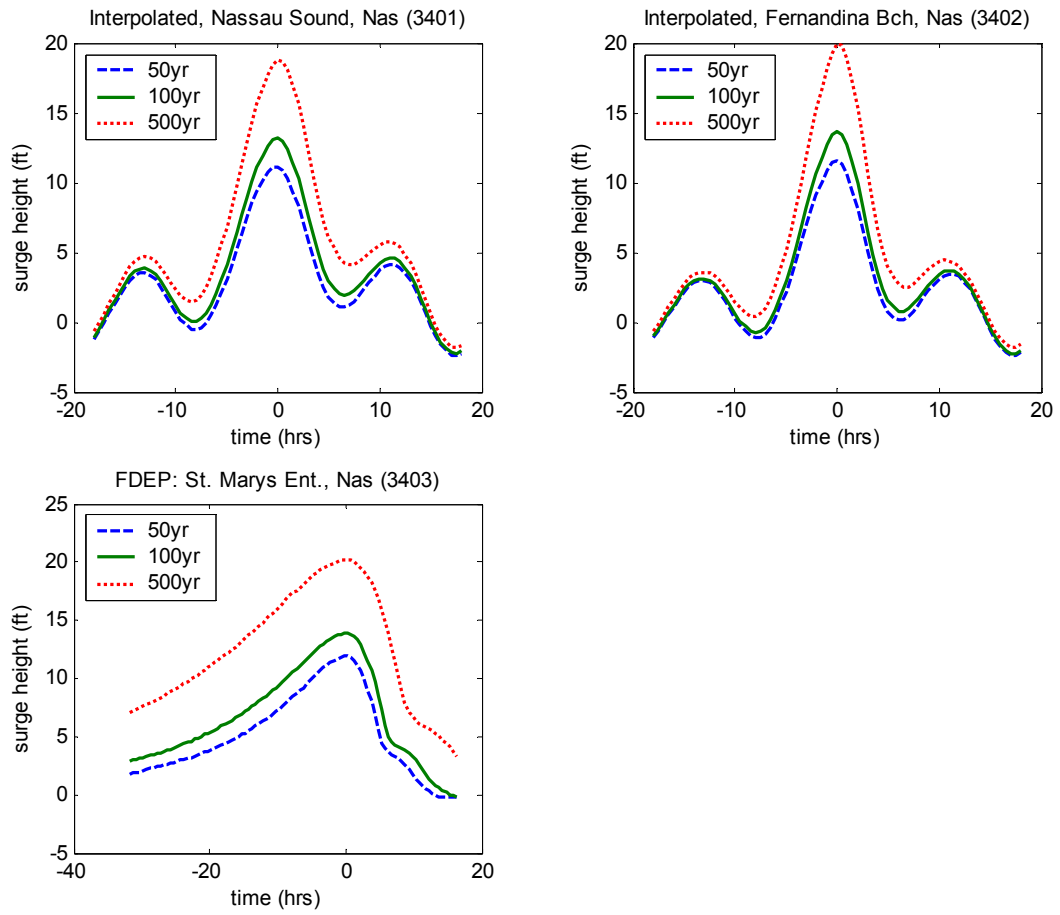 Interpolated, Nassau Sound, Nas (3401)
20
15
10
5
0
-5
surge height (ft)
50yr
100yr
500yr
-20
-10
0
10
20
time (hrs)
Interpolated, Fernandina Bch, Nas (3402)
20
15
10
5
0
-5
surge height (ft)
50yr
100yr
500yr
-20
-10
0
10
20
time (hrs)
FDEP: St. Marys Ent., Nas (3403)
25
20
15
10
5
0
-5
surge height (ft)
50yr
100yr
500yr
-40
-20
0
20
time (hrs)